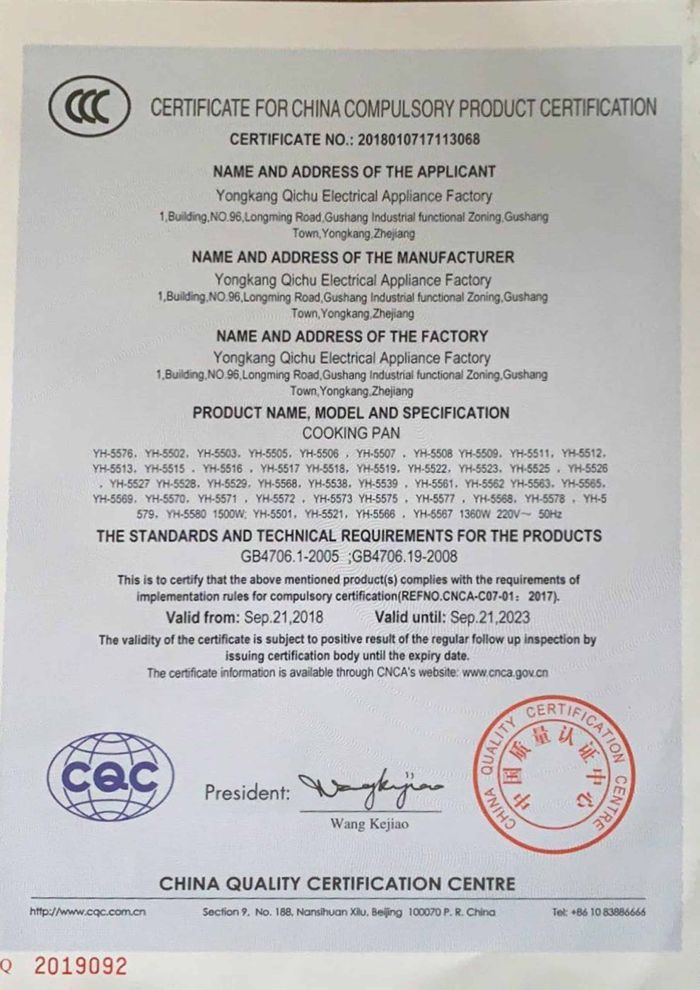 CCC
CERTIFICATE FOR CHINA COMPULSORY PRODUCT CERTIFICATION
CERTIFICATE NO.: 2018010717113068
NAME AND ADDRESS OF THE APPLICANT
Yongkang Qichu Electrical Appliance Factory
1,Building,NO.96,Longming Road,Gushang Industrial functional Zoning,Gushang
Town,Yongkang,Zhejiang
NAME AND ADDRESS OF THE MANUFACTURER
Yongkang Qichu Electrical Appliance Factory
1,Building,NO.96,Longming Road,Gushang Industrial functional Zoning,Gushang
Town,Yongkang,Zhejiang
NAME AND ADDRESS OF THE FACTORY
Yongkang Qichu Electrical Appliance Factory
1,Building,NO.96,Longming Road,Gushang Industrial functional Zoning,Gushang
Town,Yongkang,Zhejiang
PRODUCT NAME, MODEL AND SPECIFICATION
COOKING PAN
YH-5576, YH-5502, YH-5503, YH-5505, YH-5506 , YH-5507 , YH-5508 YH-5509, YH-5511, YH-5512,
YH-5513, YH-5515 , YH-5516 , YH-5517 YH-5518, YH-5519, YH-5522, YH-5523, YH-5525 , YH-5526
, YH-5527 YH-5528, YH-5529, YH-5568, YH-5538, YH-5539 , YH-5561, YH-5562 YH-5563, YH-5565,
YH-5569, YH-5570, YH-5571 , YH-5572 , YH-5573 YH-5575 , YH-5577 , YH-5568, YH-5578 , YH-5
579, YH-5580 1500W; YH-5501, YH-5521, YH-5566 , YH-5567 1360W 220V~ 50Hz
THE STANDARDS AND TECHNICAL REQUIREMENTS FOR THE PRODUCTS
GB4706.1-2005 ;GB4706.19-2008
This is to certify that the above mentioned product(s) complies with the requirements of
implementation rules for compulsory certification(REFNO.CNCA-C07-01: 2017).
Valid from: Sep.21,2018 Valid until: Sep.21,2023
The validity of the certificate is subject to positive result of the regular follow up inspection by
issuing certification body until the expiry date.
The certificate information is available through CNCA's website: www.cnca.gov.cn
CQC
President: Wangkejiao
Wang Kejiao
CHINA QUALITY CERTIFICATION CENTRE
中国质量认证中心
CHINA QUALITY CERTIFICATION CENTRE
http://www.cqc.com.cn Section 9, No. 188, Nansihuan Xilu, Beijing 100070 P. R. China Tel: +86 10 83886666
Q 2019092